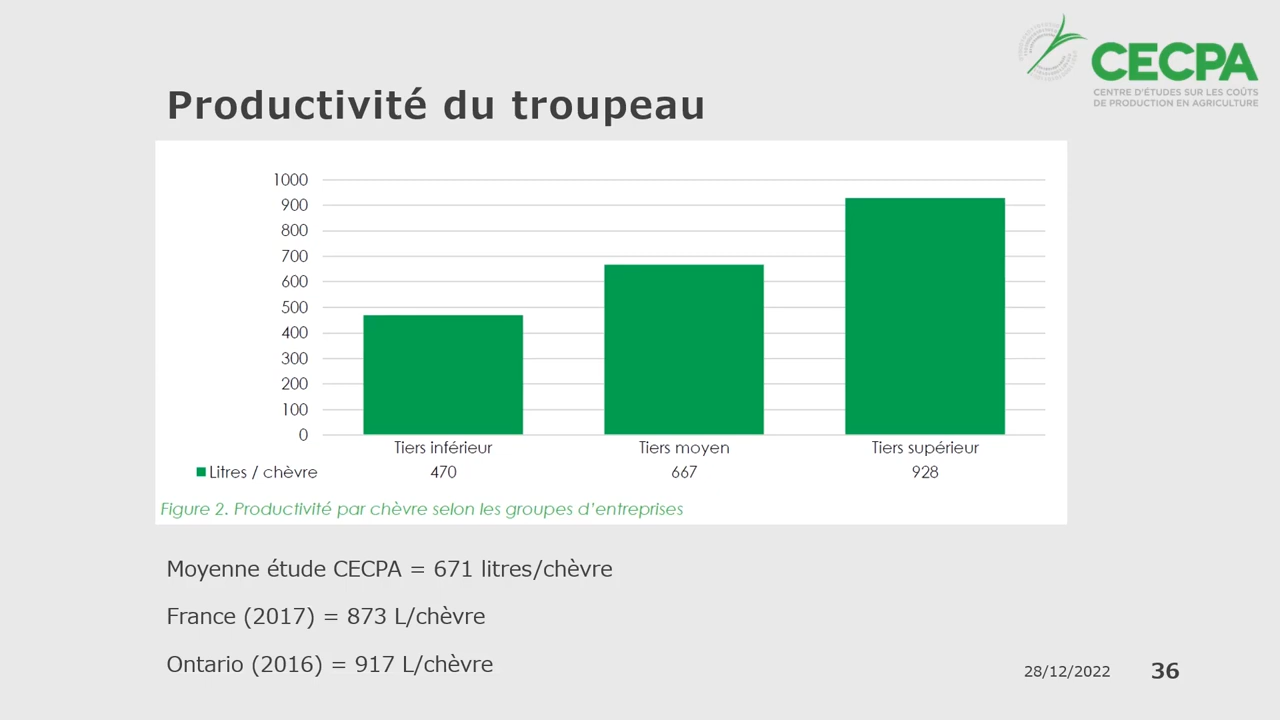 CECPA
CENTRE D'ÉTUDES SUR LES COÛTS
DE PRODUCTION EN AGRICULTURE
Productivité du troupeau
1000
900
800
700
600
500
400
300
200
100
0
Tiers inférieur Tiers moyen Tiers supérieur
Litres / chèvre 470 667 928
Figure 2. Productivité par chèvre selon les groupes d'entreprises
Moyenne étude CECPA = 671 litres/chèvre
France (2017) = 873 L/chèvre
Ontario (2016) = 917 L/chèvre
28/12/2022 36